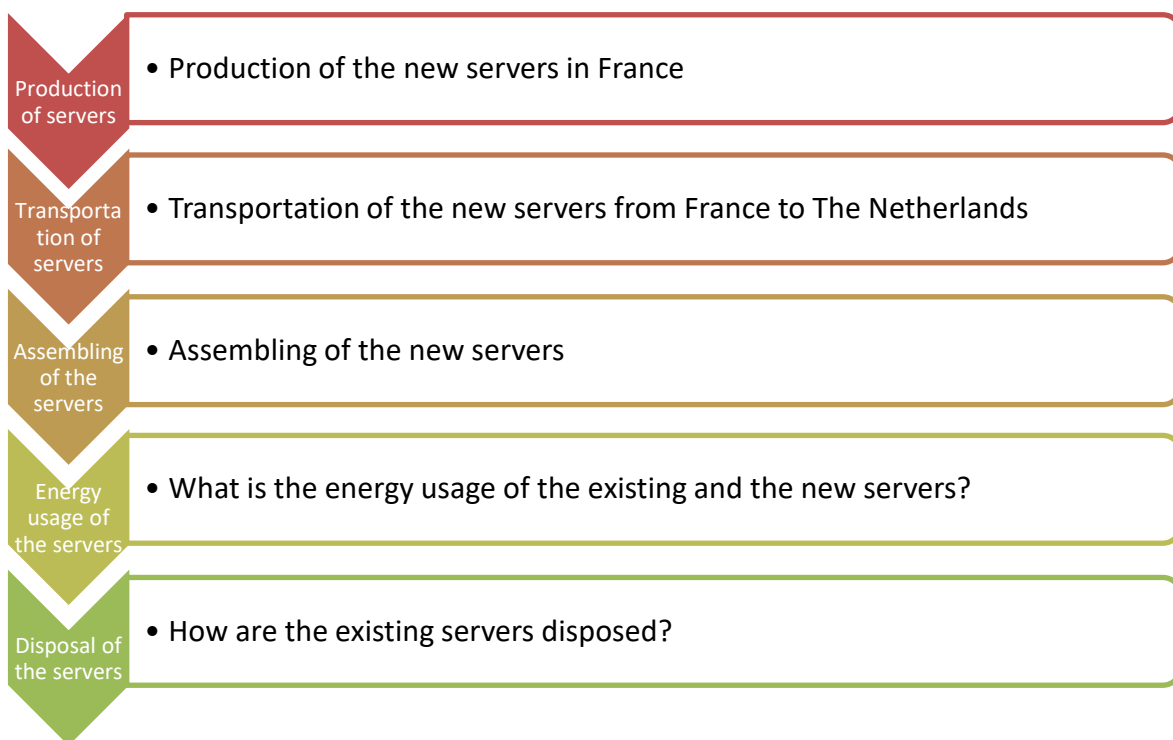 Production
of servers
• Production of the new servers in France
Transporta
tion of
servers
• Transportation of the new servers from France to The Netherlands
Assembling
of the
servers
• Assembling of the new servers
Energy
usage of
the servers
• What is the energy usage of the existing and the new servers?
Disposal of
the servers
• How are the existing servers disposed?